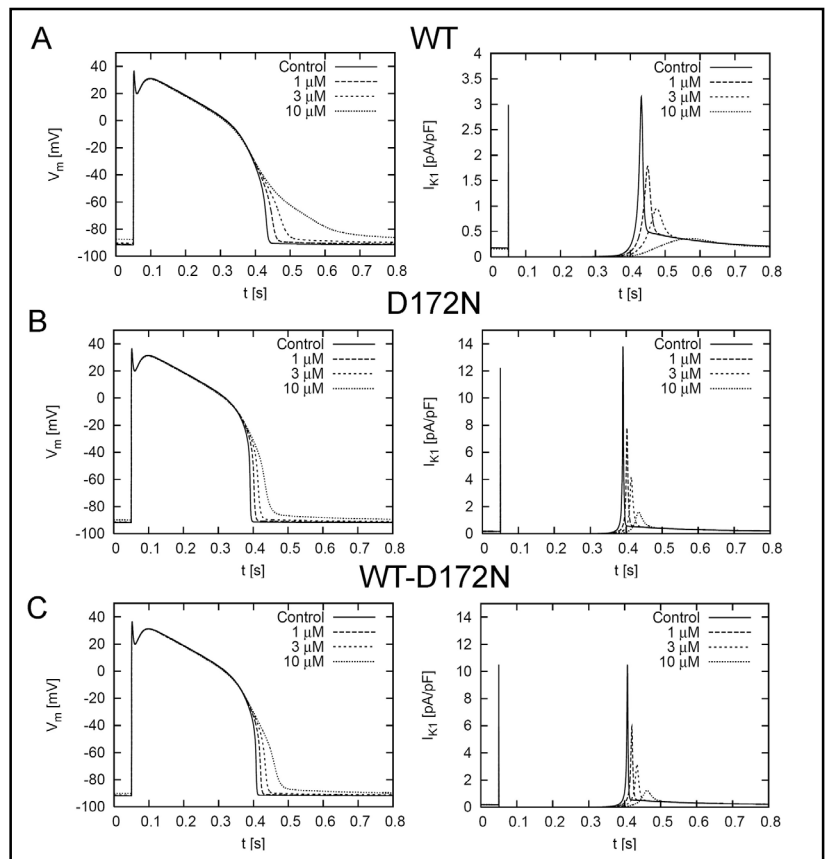 A
WT
V_m [mV]
40
20
0
-20
-40
-60
-80
-100
Control
1 μM
3 μM
10 μM
0 0.1 0.2 0.3 0.4 0.5 0.6 0.7 0.8
t [s]
I_K1 [pA/pF]
4
3.5
3
2.5
2
1.5
1
0.5
0
Control
1 μM
3 μM
10 μM
0 0.1 0.2 0.3 0.4 0.5 0.6 0.7 0.8
t [s]
D172N
B
V_m [mV]
40
20
0
-20
-40
-60
-80
-100
Control
1 μM
3 μM
10 μM
0 0.1 0.2 0.3 0.4 0.5 0.6 0.7 0.8
t [s]
I_K1 [pA/pF]
14
12
10
8
6
4
2
0
Control
1 μM
3 μM
10 μM
0 0.1 0.2 0.3 0.4 0.5 0.6 0.7 0.8
t [s]
WT-D172N
C
V_m [mV]
40
20
0
-20
-40
-60
-80
-100
Control
1 μM
3 μM
10 μM
0 0.1 0.2 0.3 0.4 0.5 0.6 0.7 0.8
t [s]
I_K1 [pA/pF]
14
12
10
8
6
4
2
0
Control
1 μM
3 μM
10 μM
0 0.1 0.2 0.3 0.4 0.5 0.6 0.7 0.8
t [s]